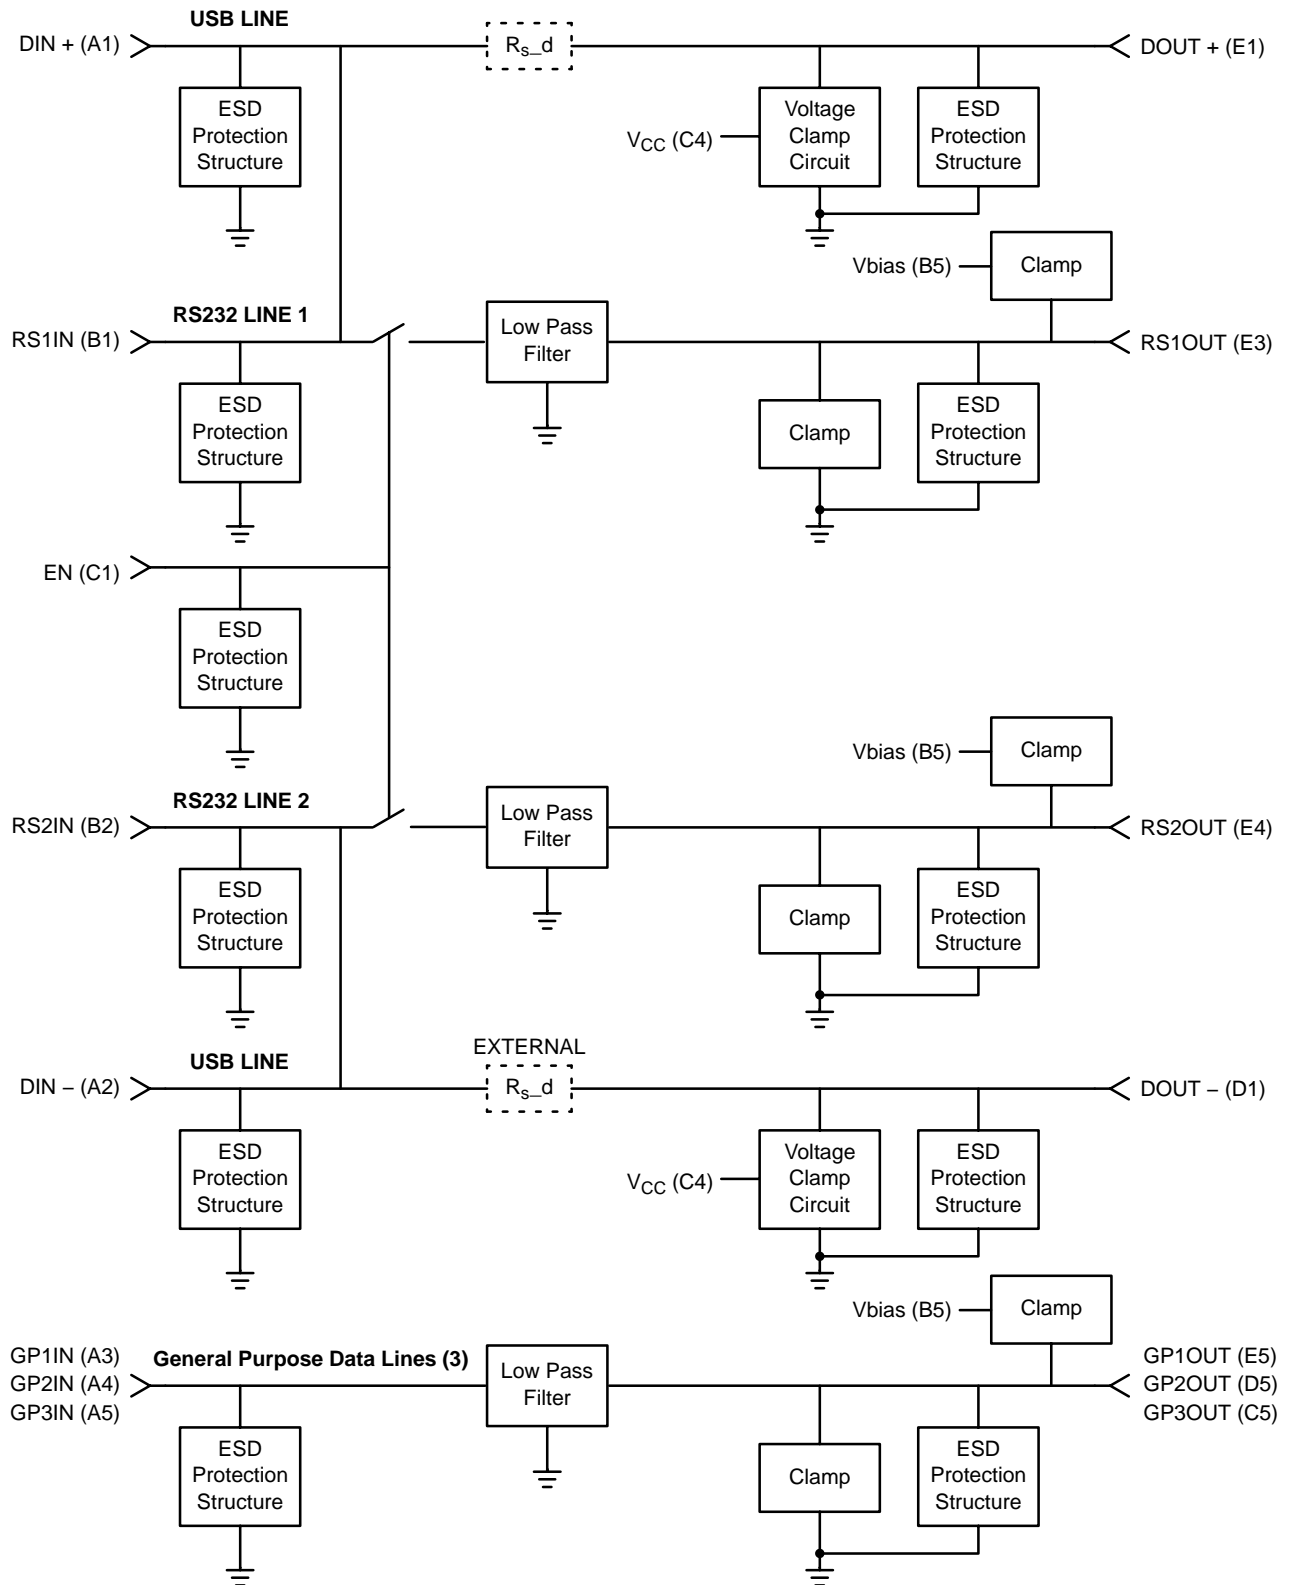 USB LINE
DIN + (A1)
Rs_d
DOUT + (E1)
ESD
Protection
Structure
VCC (C4)
Voltage
Clamp
Circuit
ESD
Protection
Structure
Vbias (B5)
Clamp
RS232 LINE 1
RS1IN (B1)
Low Pass
Filter
RS1OUT (E3)
ESD
Protection
Structure
Clamp
ESD
Protection
Structure
EN (C1)
ESD
Protection
Structure
Vbias (B5)
Clamp
RS232 LINE 2
RS2IN (B2)
Low Pass
Filter
RS2OUT (E4)
ESD
Protection
Structure
Clamp
ESD
Protection
Structure
USB LINE
EXTERNAL
DIN − (A2)
Rs_d
DOUT − (D1)
ESD
Protection
Structure
VCC (C4)
Voltage
Clamp
Circuit
ESD
Protection
Structure
Vbias (B5)
Clamp
GP1IN (A3)
GP2IN (A4)
GP3IN (A5)
General Purpose Data Lines (3)
Low Pass
Filter
GP1OUT (E5)
GP2OUT (D5)
GP3OUT (C5)
ESD
Protection
Structure
Clamp
ESD
Protection
Structure